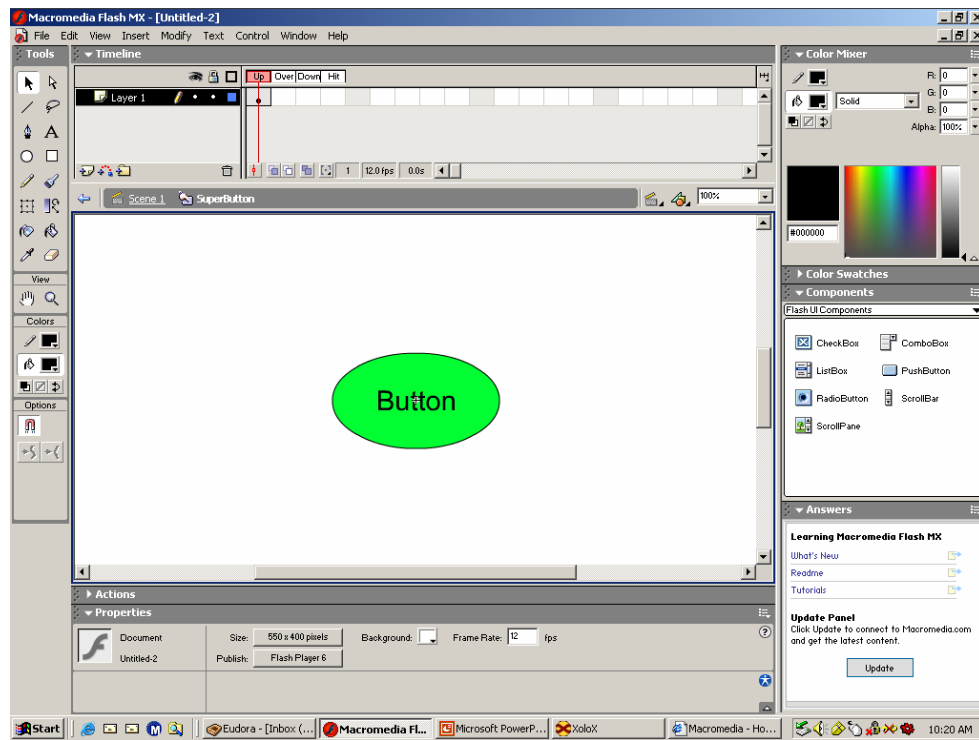 Macromedia Flash MX - [Untitled-2]
File Edit View Insert Modify Text Control Window Help
Tools
Timeline
Up Over Down Hit
Layer 1
1 12.0 fps 0.0s
Scene 1 SuperButton 100%
View
Colors
Options
Button
Color Mixer
R: 0
Solid
G: 0
B: 0
Alpha: 100%
#000000
Color Swatches
Components
Flash UI Components
CheckBox ComboBox
ListBox PushButton
RadioButton ScrollBar
ScrollPane
Answers
Learning Macromedia Flash MX
What's New
Readme
Tutorials
Update Panel
Click Update to connect to Macromedia.com
and get the latest content.
Update
Actions
Properties
Document Size: 550 x 400 pixels Background: Frame Rate: 12 fps
Untitled-2 Publish: Flash Player 6
Start Eudora - [Inbox (... Macromedia Fl... Microsoft PowerP... XoloX Macromedia - Ho... 10:20 AM